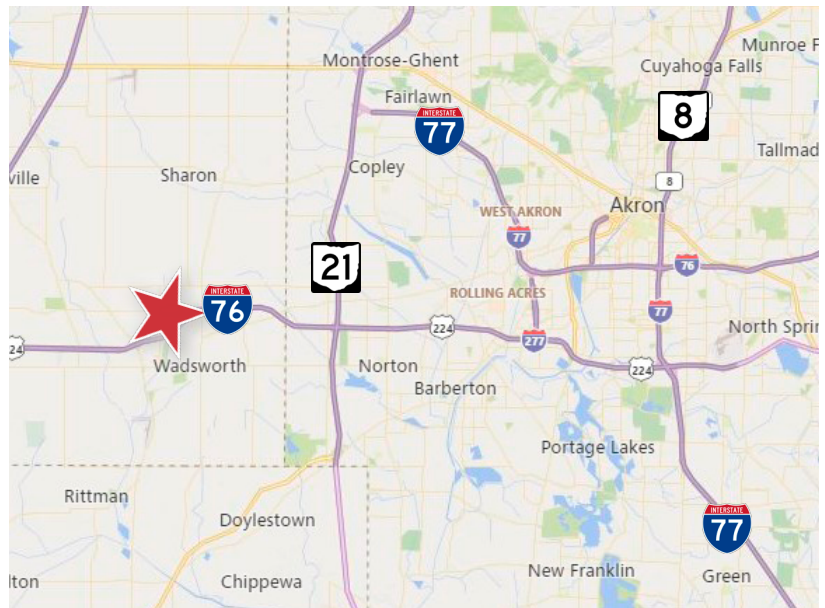 Munroe F
Montrose-Ghent
Cuyahoga Falls
Fairlawn
INTERSTATE
77
8
Tallmad
Copley
ville
Sharon
8
WEST AKRON
Akron
77
21
76
ROLLING ACRES
INTERSTATE
76
77
224
North Sprin
24
277
Wadsworth
Norton
224
Barberton
Portage Lakes
Rittman
Doylestown
INTERSTATE
77
New Franklin
Green
lton
Chippewa